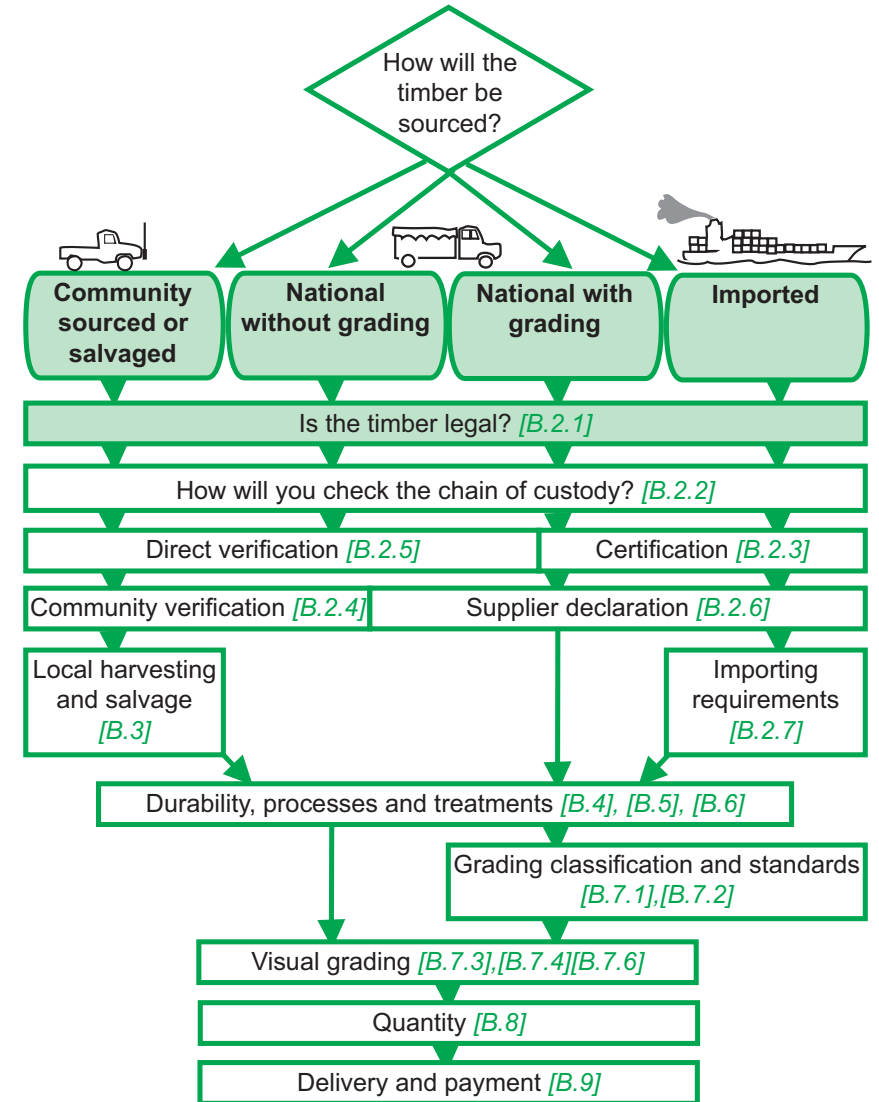 How will the
timber be
sourced?
Community
sourced or
salvaged
National
without grading
National with
grading
Imported
Is the timber legal? [B.2.1]
How will you check the chain of custody? [B.2.2]
Direct verification [B.2.5]
Certification [B.2.3]
Community verification [B.2.4]
Supplier declaration [B.2.6]
Local harvesting
and salvage
[B.3]
Importing
requirements
[B.2.7]
Durability, processes and treatments [B.4], [B.5], [B.6]
Grading classification and standards
[B.7.1],[B.7.2]
Visual grading [B.7.3],[B.7.4][B.7.6]
Quantity [B.8]
Delivery and payment [B.9]